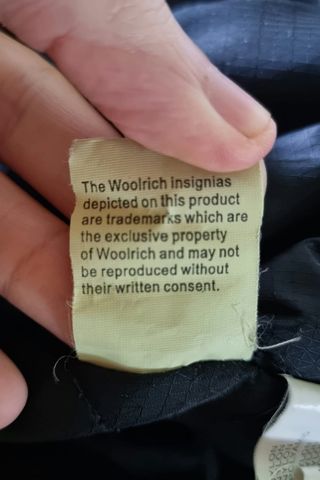 The Woolrich insignias
depicted on this product
are trademarks which are
the exclusive property
of Woolrich and may not
be reproduced without
their written consent.